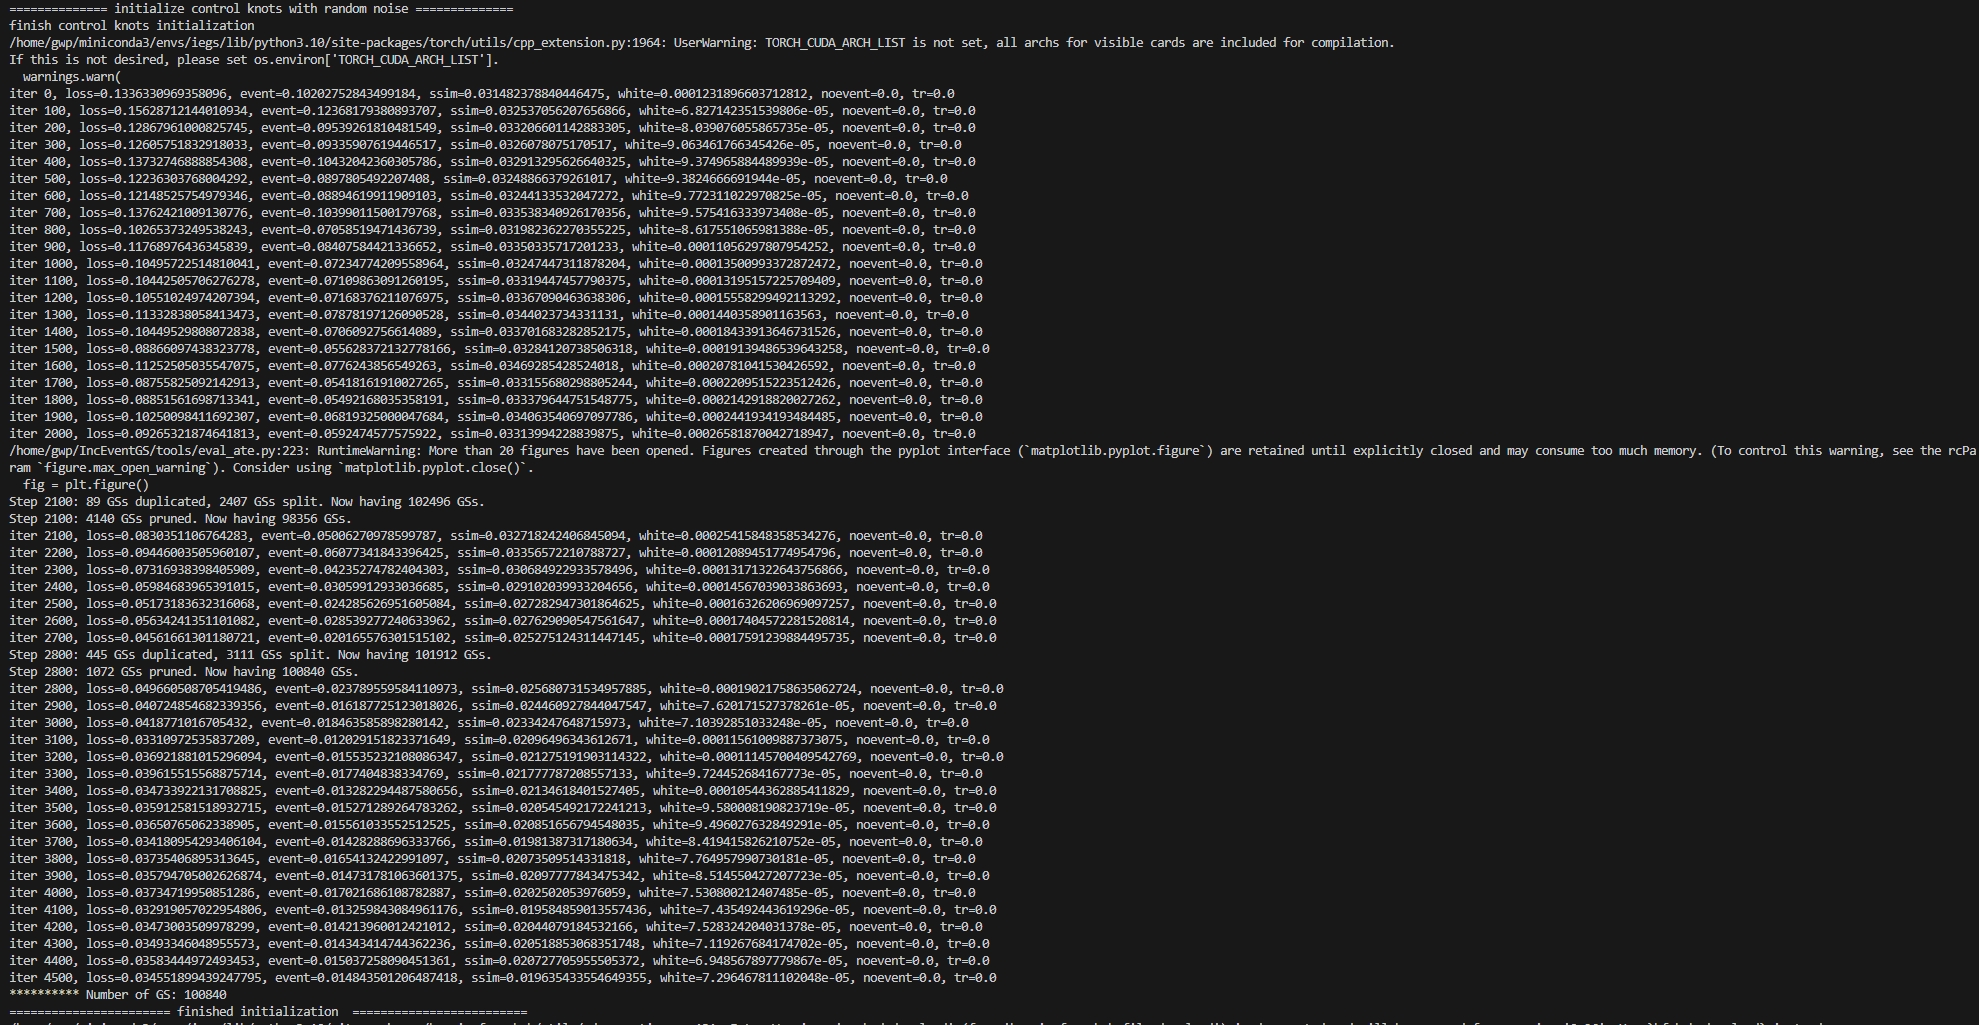 ============== initialize control knots with random noise ==============
finish control knots initialization
/home/gwp/miniconda3/envs/iegs/lib/python3.10/site-packages/torch/utils/cpp_extension.py:1964: UserWarning: TORCH_CUDA_ARCH_LIST is not set, all archs for visible cards are included for compilation.
If this is not desired, please set os.environ['TORCH_CUDA_ARCH_LIST'].
  warnings.warn(
iter 0, loss=0.1336330969358096, event=0.10202752843499184, ssim=0.031482378840446475, white=0.0001231896603712812, noevent=0.0, tr=0.0
iter 100, loss=0.15628712144010934, event=0.12368179380893707, ssim=0.032537056207656866, white=6.827142351539806e-05, noevent=0.0, tr=0.0
iter 200, loss=0.12867961000825745, event=0.09539261810481549, ssim=0.033206601142883305, white=8.039076055865735e-05, noevent=0.0, tr=0.0
iter 300, loss=0.12605751832918033, event=0.09335907619446517, ssim=0.0326078075170517, white=9.063461766345426e-05, noevent=0.0, tr=0.0
iter 400, loss=0.13732746888854308, event=0.10432042360305786, ssim=0.032913295626640325, white=9.374965884489939e-05, noevent=0.0, tr=0.0
iter 500, loss=0.12236303768004292, event=0.0897805492207408, ssim=0.03248866379261017, white=9.3824666691944e-05, noevent=0.0, tr=0.0
iter 600, loss=0.12148525754979346, event=0.08894619911909103, ssim=0.03244133532047272, white=9.772311022970825e-05, noevent=0.0, tr=0.0
iter 700, loss=0.13762421009130776, event=0.10399011500179768, ssim=0.033538340926170356, white=9.575416333973408e-05, noevent=0.0, tr=0.0
iter 800, loss=0.10265373249538243, event=0.07058519471436739, ssim=0.031982362270355225, white=8.617551065981388e-05, noevent=0.0, tr=0.0
iter 900, loss=0.11768976436345839, event=0.08407584421336652, ssim=0.03350335717201233, white=0.00011056297807954252, noevent=0.0, tr=0.0
iter 1000, loss=0.10495722514810041, event=0.07234774209558964, ssim=0.03247447311878204, white=0.00013500993372872472, noevent=0.0, tr=0.0
iter 1100, loss=0.10442505706276278, event=0.07109863091260195, ssim=0.03319447457790375, white=0.00013195157225709409, noevent=0.0, tr=0.0
iter 1200, loss=0.10551024974207394, event=0.07168376211076975, ssim=0.03367090463638306, white=0.00015558299492113292, noevent=0.0, tr=0.0
iter 1300, loss=0.11332838058413473, event=0.07878197126090528, ssim=0.0344023734331131, white=0.0001440358901163563, noevent=0.0, tr=0.0
iter 1400, loss=0.10449529808072838, event=0.0706092756614089, ssim=0.033701683282852175, white=0.00018433913646731526, noevent=0.0, tr=0.0
iter 1500, loss=0.08866097438323778, event=0.055628372132778166, ssim=0.03284120738506318, white=0.00019139486539643258, noevent=0.0, tr=0.0
iter 1600, loss=0.11252505035547075, event=0.0776243856549263, ssim=0.03469285428524018, white=0.00020781041530426592, noevent=0.0, tr=0.0
iter 1700, loss=0.08755825092142913, event=0.05418161910027265, ssim=0.033155680298805244, white=0.0002209515223512426, noevent=0.0, tr=0.0
iter 1800, loss=0.08851561698713341, event=0.05492168035358191, ssim=0.033379644751548775, white=0.0002142918820027262, noevent=0.0, tr=0.0
iter 1900, loss=0.10250098411692307, event=0.06819325000047684, ssim=0.034063540697097786, white=0.0002441934193484485, noevent=0.0, tr=0.0
iter 2000, loss=0.09265321874641813, event=0.0592474577575922, ssim=0.03313994228839875, white=0.00026581870042718947, noevent=0.0, tr=0.0
/home/gwp/IncEventGS/tools/eval_ate.py:223: RuntimeWarning: More than 20 figures have been opened. Figures created through the pyplot interface (`matplotlib.pyplot.figure`) are retained until explicitly closed and may consume too much memory. (To control this warning, see the rcPa
ram `figure.max_open_warning`). Consider using `matplotlib.pyplot.close()`.
  fig = plt.figure()
Step 2100: 89 GSs duplicated, 2407 GSs split. Now having 102496 GSs.
Step 2100: 4140 GSs pruned. Now having 98356 GSs.
iter 2100, loss=0.0830351106764283, event=0.05006270978599787, ssim=0.032718242406845094, white=0.00025415848358534276, noevent=0.0, tr=0.0
iter 2200, loss=0.09446003505960107, event=0.06077341843396425, ssim=0.03356572210788727, white=0.00012089451774954796, noevent=0.0, tr=0.0
iter 2300, loss=0.07316938398405909, event=0.04235274782404303, ssim=0.030684922933578496, white=0.00013171322643756866, noevent=0.0, tr=0.0
iter 2400, loss=0.05984683965391015, event=0.03059912933036685, ssim=0.029102039933204656, white=0.00014567039033863693, noevent=0.0, tr=0.0
iter 2500, loss=0.05173183632316068, event=0.024285626951605084, ssim=0.027282947301864625, white=0.00016326206969097257, noevent=0.0, tr=0.0
iter 2600, loss=0.05634241351101082, event=0.028539277240633962, ssim=0.027629090547561647, white=0.00017404572281520814, noevent=0.0, tr=0.0
iter 2700, loss=0.04561661301180721, event=0.020165576301515102, ssim=0.025275124311447145, white=0.00017591239884495735, noevent=0.0, tr=0.0
Step 2800: 445 GSs duplicated, 3111 GSs split. Now having 101912 GSs.
Step 2800: 1072 GSs pruned. Now having 100840 GSs.
iter 2800, loss=0.049660508705419486, event=0.023789559584110973, ssim=0.025680731534957885, white=0.00019021758635062724, noevent=0.0, tr=0.0
iter 2900, loss=0.040724854682339356, event=0.016187725123018026, ssim=0.024460927844047547, white=7.620171527378261e-05, noevent=0.0, tr=0.0
iter 3000, loss=0.0418771016705432, event=0.018463585898280142, ssim=0.02334247648715973, white=7.10392851033248e-05, noevent=0.0, tr=0.0
iter 3100, loss=0.03310972535837209, event=0.012029151823371649, ssim=0.02096496343612671, white=0.00011561009887373075, noevent=0.0, tr=0.0
iter 3200, loss=0.036921881015296094, event=0.015535232108086347, ssim=0.021275191903114322, white=0.00011145700409542769, noevent=0.0, tr=0.0
iter 3300, loss=0.039615515568875714, event=0.0177404838334769, ssim=0.021777787208557133, white=9.724452684167773e-05, noevent=0.0, tr=0.0
iter 3400, loss=0.034733922131708825, event=0.013282294487580656, ssim=0.02134618401527405, white=0.00010544362885411829, noevent=0.0, tr=0.0
iter 3500, loss=0.035912581518932715, event=0.015271289264783262, ssim=0.020545492172241213, white=9.580008190823719e-05, noevent=0.0, tr=0.0
iter 3600, loss=0.03650765062338905, event=0.015561033552512525, ssim=0.020851656794548035, white=9.496027632849291e-05, noevent=0.0, tr=0.0
iter 3700, loss=0.034180954293406104, event=0.01428288696333766, ssim=0.01981387317180634, white=8.419415826210752e-05, noevent=0.0, tr=0.0
iter 3800, loss=0.03735406895313645, event=0.01654132422991097, ssim=0.02073509514331818, white=7.764957990730181e-05, noevent=0.0, tr=0.0
iter 3900, loss=0.035794705002626874, event=0.014731781063601375, ssim=0.02097777843475342, white=8.514550427207723e-05, noevent=0.0, tr=0.0
iter 4000, loss=0.03734719950851286, event=0.017021686108782887, ssim=0.0202502053976059, white=7.530800212407485e-05, noevent=0.0, tr=0.0
iter 4100, loss=0.032919057022954806, event=0.013259843084961176, ssim=0.019584859013557436, white=7.435492443619296e-05, noevent=0.0, tr=0.0
iter 4200, loss=0.03473003509978299, event=0.014213960012421012, ssim=0.02044079184532166, white=7.528324204031378e-05, noevent=0.0, tr=0.0
iter 4300, loss=0.03493346048955573, event=0.014343414744362236, ssim=0.020518853068351748, white=7.119267684174702e-05, noevent=0.0, tr=0.0
iter 4400, loss=0.03583444972493453, event=0.015037258090451361, ssim=0.020727705955505372, white=6.948567897779867e-05, noevent=0.0, tr=0.0
iter 4500, loss=0.034551899439247795, event=0.014843501206487418, ssim=0.019635433554649355, white=7.296467811102048e-05, noevent=0.0, tr=0.0
********** Number of GS: 100840
======================= finished initialization  =========================